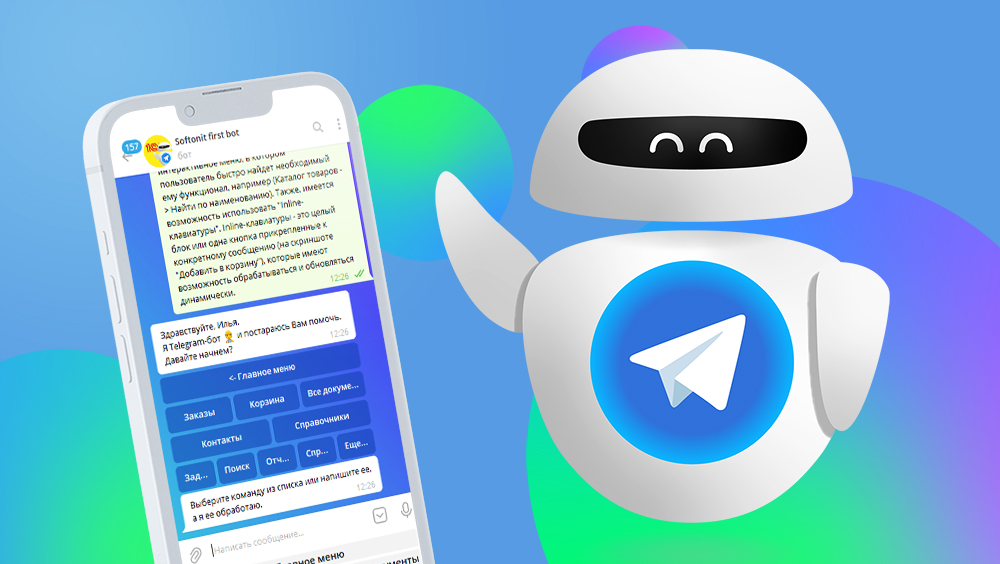 157
1С
Softonit first bot
бот
интерактивное меню, в котором
пользователь быстро найдет необходимый
ему функционал, например (Каталог товаров -
> Найти по наименованию). Также, имеется
возможность использовать "Inline-
клавиатуры". Inline-клавиатуры - это целый
блок или одна кнопка прикрепленные к
конкретному сообщению (на скриншоте
"Добавить в корзину"), которые имеют
возможность обрабатываться и обновляться
динамически.
12:26
Здравствуйте, Илья.
Я Telegram-бот и постараюсь Вам помочь.
Давайте начнем?
12:26
<- Главное меню
Заказы Корзина Все докуме...
Контакты Справочники
Зад... Поиск Отч... Спр... Еще...
Выберите команду из списка или напишите ее,
а я ее обработаю.
12:26
Написать сообщение...
меню